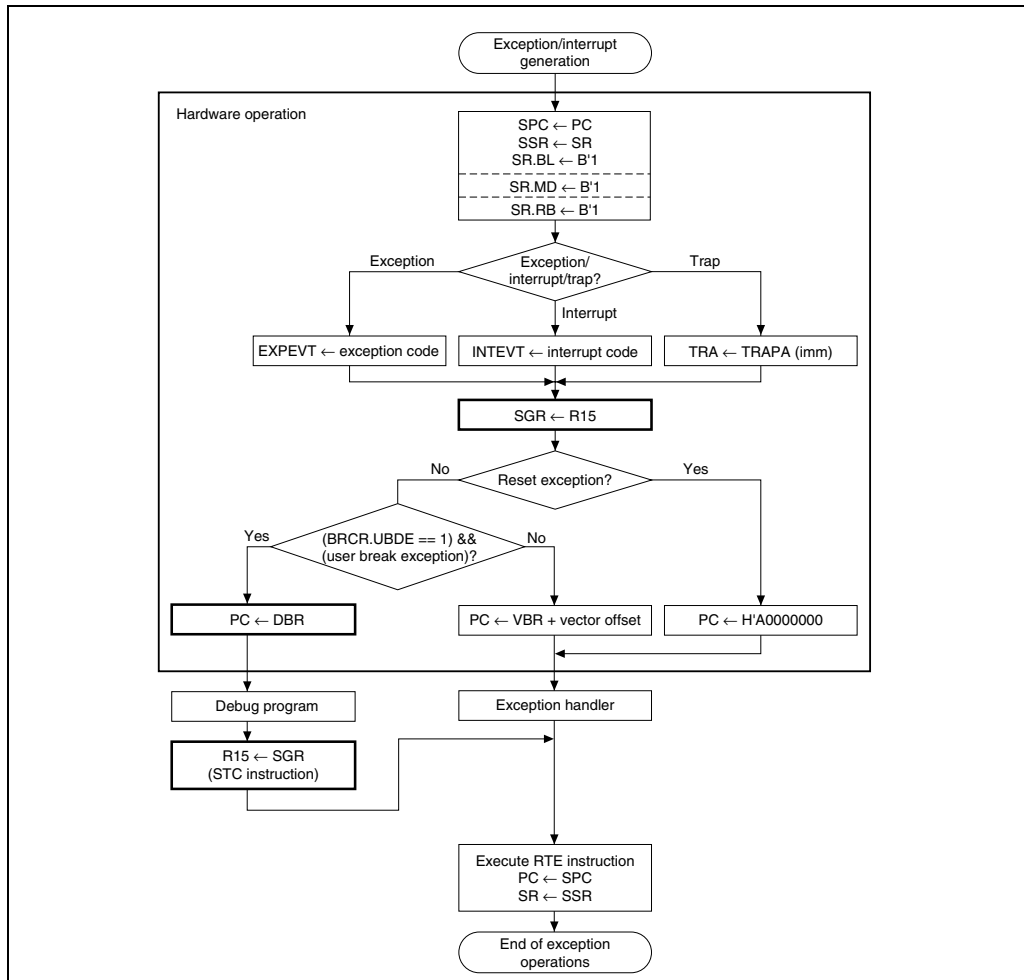 Exception/interrupt
generation
Hardware operation
SPC ← PC
SSR ← SR
SR.BL ← B'1
SR.MD ← B'1
SR.RB ← B'1
Exception
Exception/
interrupt/trap?
Trap
Interrupt
EXPEVT ← exception code
INTEVT ← interrupt code
TRA ← TRAPA (imm)
SGR ← R15
No
Reset exception?
Yes
Yes
(BRCR.UBDE == 1) &&
(user break exception)?
No
PC ← DBR
PC ← VBR + vector offset
PC ← H'A0000000
Debug program
Exception handler
R15 ← SGR
(STC instruction)
Execute RTE instruction
PC ← SPC
SR ← SSR
End of exception
operations